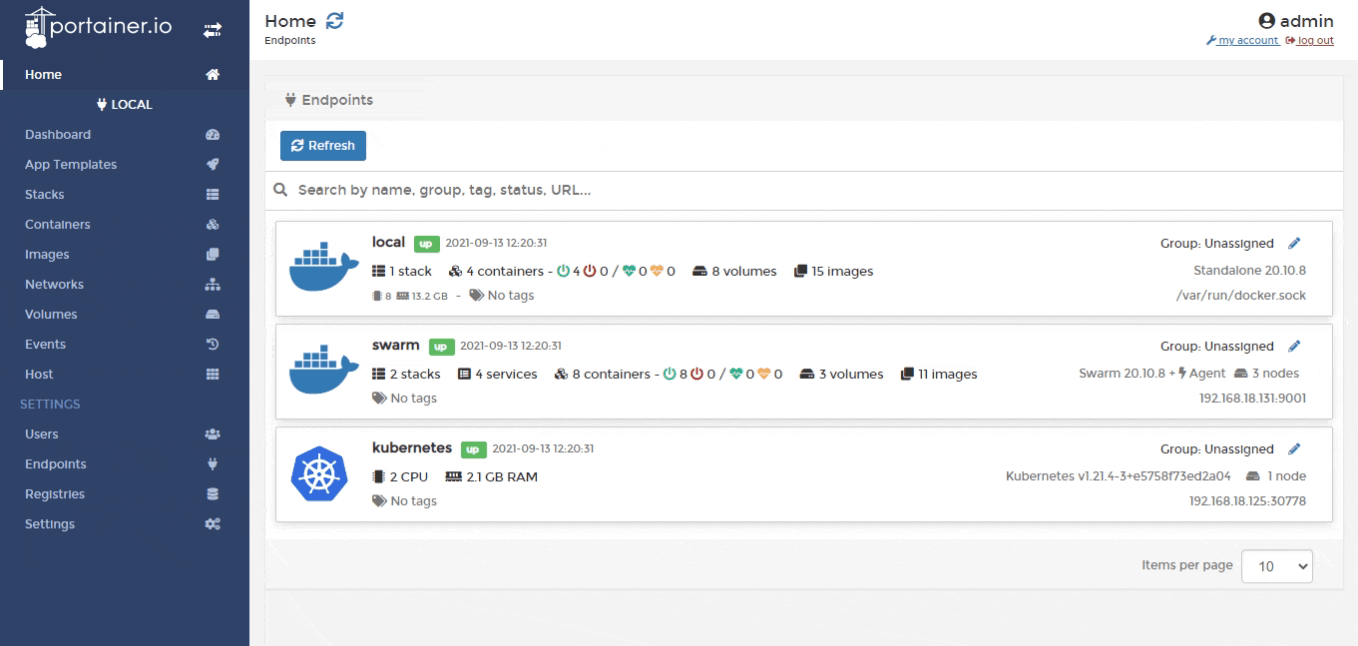 portainer.io
Home
LOCAL
Dashboard
App Templates
Stacks
Containers
Images
Networks
Volumes
Events
Host
SETTINGS
Users
Endpoints
Registries
Settings
Home
Endpoints
admin
my account log out
Endpoints
Refresh
Search by name, group, tag, status, URL...
local up 2021-09-13 12:20:31 Group: Unassigned
1 stack 4 containers - 4 0 / 0 0 8 volumes 15 images Standalone 20.10.8
8 13.2 GB - No tags /var/run/docker.sock
swarm up 2021-09-13 12:20:31 Group: Unassigned
2 stacks 4 services 8 containers - 8 0 / 0 0 3 volumes 11 images Swarm 20.10.8 + Agent 3 nodes
No tags 192.168.18.131:9001
kubernetes up 2021-09-13 12:20:31 Group: Unassigned
2 CPU 2.1 GB RAM Kubernetes v1.21.4-3+e5758f73ed2a04 1 node
No tags 192.168.18.125:30778
Items per page 10